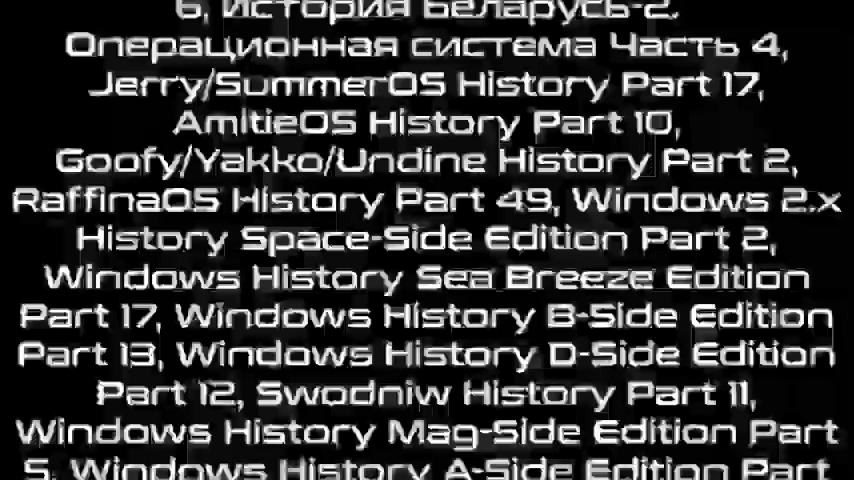 6, История Беларусь-2.
Операционная система Часть 4,
Jerry/SummerOS History Part 17,
AmitieOS History Part 10,
Goofy/Yakko/Undine History Part 2,
RaffinaOS History Part 49, Windows 2.x
History Space-Side Edition Part 2,
Windows History Sea Breeze Edition
Part 17, Windows History B-Side Edition
Part 13, Windows History D-Side Edition
Part 12, Swodniw History Part 11,
Windows History Mag-Side Edition Part
5, Windows History A-Side Edition Part